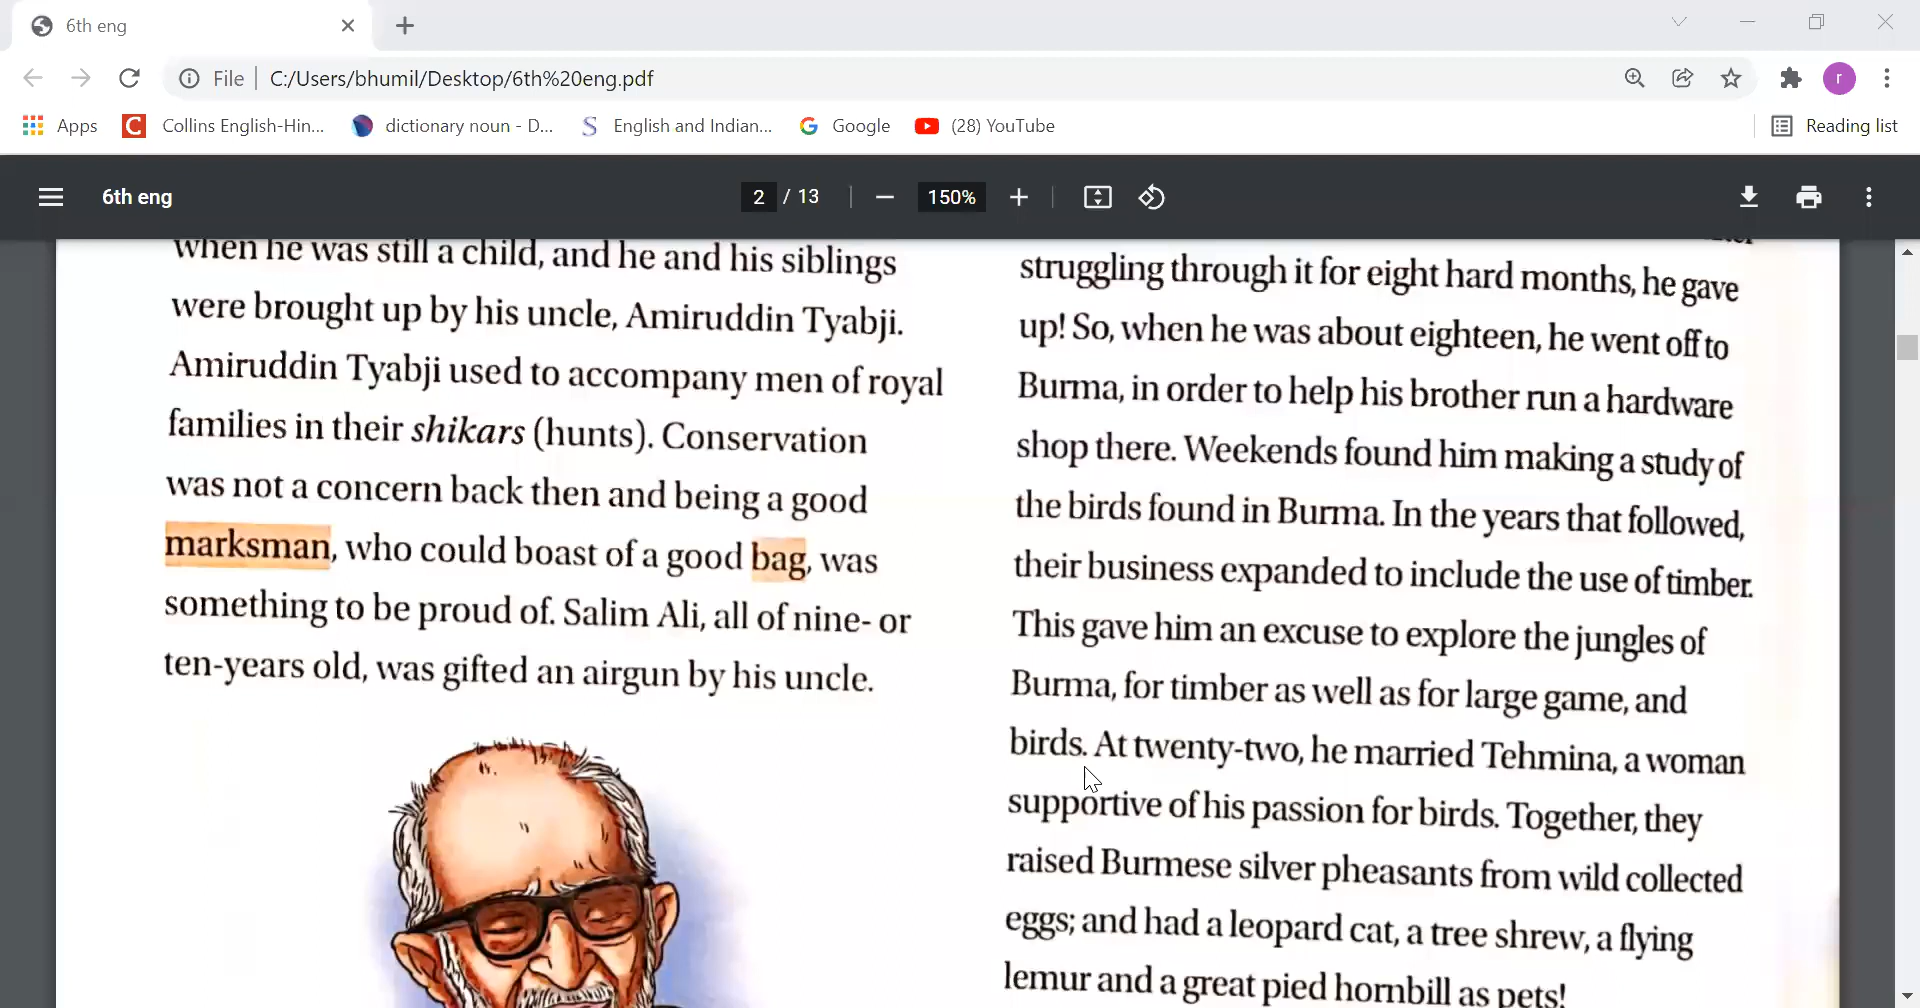 6th eng
File
C:/Users/bhumil/Desktop/6th%20eng.pdf
r
Apps
Collins English-Hin...
dictionary noun - D...
English and Indian...
Google
(28) YouTube
Reading list
6th eng
2 / 13
150%
when he was still a child, and he and his siblings
were brought up by his uncle, Amiruddin Tyabji.
Amiruddin Tyabji used to accompany men of royal
families in their shikars (hunts). Conservation
was not a concern back then and being a good
marksman, who could boast of a good bag, was
something to be proud of. Salim Ali, all of nine- or
ten-years old, was gifted an airgun by his uncle.
struggling through it for eight hard months, he gave
up! So, when he was about eighteen, he went off to
Burma, in order to help his brother run a hardware
shop there. Weekends found him making a study of
the birds found in Burma. In the years that followed,
their business expanded to include the use of timber.
This gave him an excuse to explore the jungles of
Burma, for timber as well as for large game, and
birds. At twenty-two, he married Tehmina, a woman
supportive of his passion for birds. Together, they
raised Burmese silver pheasants from wild collected
eggs; and had a leopard cat, a tree shrew, a flying
lemur and a great pied hornbill as pets!